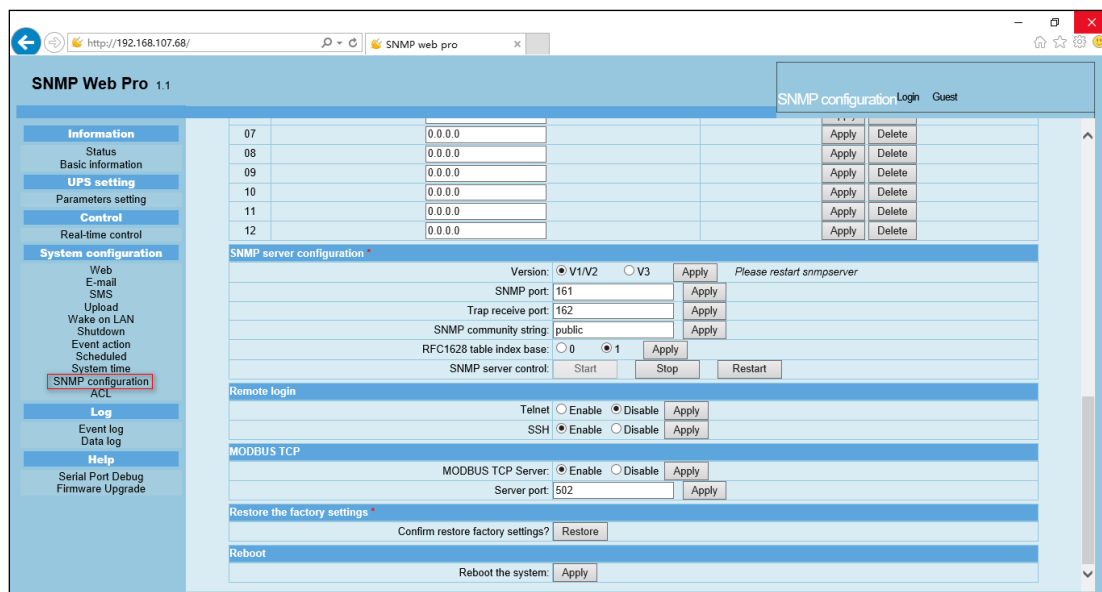 http://192.168.107.68/
SNMP web pro
SNMP Web Pro 1.1
SNMP configuration Login Guest
Information
Status
Basic information
UPS setting
Parameters setting
Control
Real-time control
System configuration
Web
E-mail
SMS
Upload
Wake on LAN
Shutdown
Event action
Scheduled
System time
SNMP configuration
ACL
Log
Event log
Data log
Help
Serial Port Debug
Firmware Upgrade
07 0.0.0.0 Apply Delete
08 0.0.0.0 Apply Delete
09 0.0.0.0 Apply Delete
10 0.0.0.0 Apply Delete
11 0.0.0.0 Apply Delete
12 0.0.0.0 Apply Delete
SNMP server configuration *
Version: V1/V2 V3 Apply Please restart snmpserver
SNMP port: 161 Apply
Trap receive port: 162 Apply
SNMP community string: public Apply
RFC1628 table index base: 0 1 Apply
SNMP server control: Start Stop Restart
Remote login
Telnet Enable Disable Apply
SSH Enable Disable Apply
MODBUS TCP
MODBUS TCP Server: Enable Disable Apply
Server port: 502 Apply
Restore the factory settings *
Confirm restore factory settings? Restore
Reboot
Reboot the system: Apply